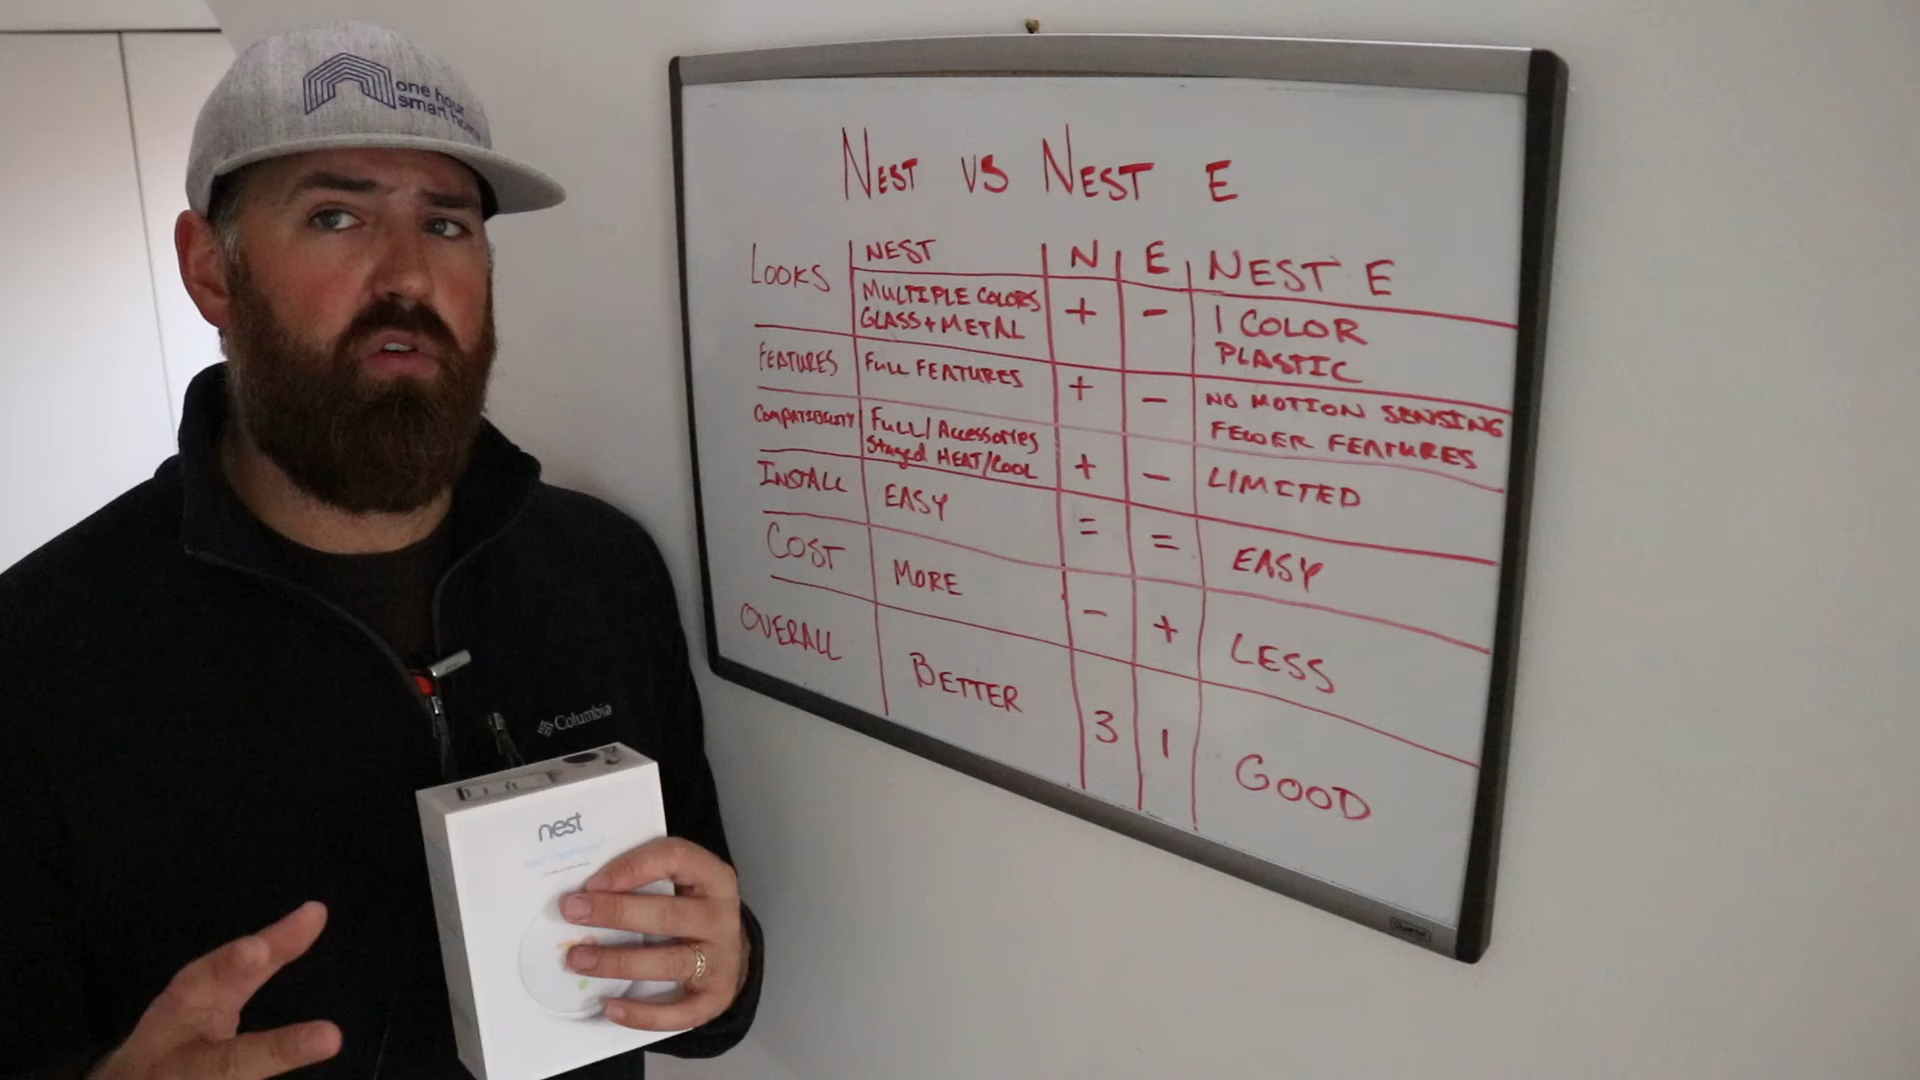 one hour
smart home
NEST VS NEST E
LOOKS NEST N E NEST E
MULTIPLE COLORS + - 1 COLOR
GLASS + METAL PLASTIC
FEATURES FULL FEATURES + - NO MOTION SENSING
FEWER FEATURES
COMPATIBILITY FULL/ Accessories + - LIMITED
Staged HEAT/COOL
INSTALL EASY = = EASY
COST MORE - + LESS
OVERALL BETTER 3 1 GOOD
Columbia
nest
Quartet